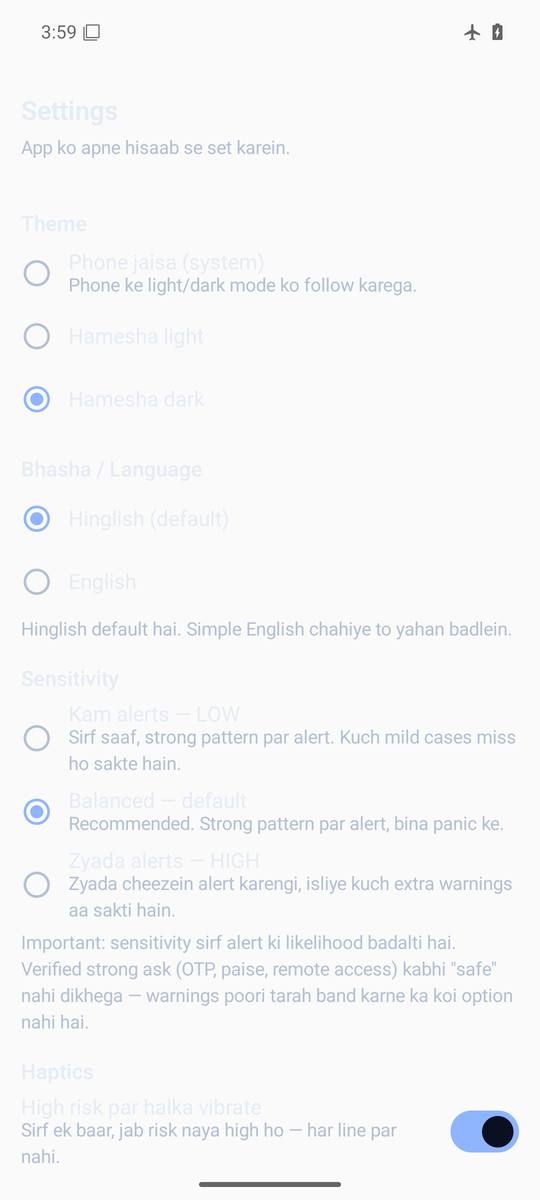 3:59
Settings
App ko apne hisaab se set karein.
Theme
Phone jaisa (system)
Phone ke light/dark mode ko follow karega.
Hamesha light
Hamesha dark
Bhasha / Language
Hinglish (default)
English
Hinglish default hai. Simple English chahiye to yahan badlein.
Sensitivity
Kam alerts — LOW
Sirf saaf, strong pattern par alert. Kuch mild cases miss
ho sakte hain.
Balanced — default
Recommended. Strong pattern par alert, bina panic ke.
Zyada alerts — HIGH
Zyada cheezein alert karengi, isliye kuch extra warnings
aa sakti hain.
Important: sensitivity sirf alert ki likelihood badalti hai.
Verified strong ask (OTP, paise, remote access) kabhi "safe"
nahi dikhega — warnings poori tarah band karne ka koi option
nahi hai.
Haptics
High risk par halka vibrate
Sirf ek baar, jab risk naya high ho — har line par
nahi.